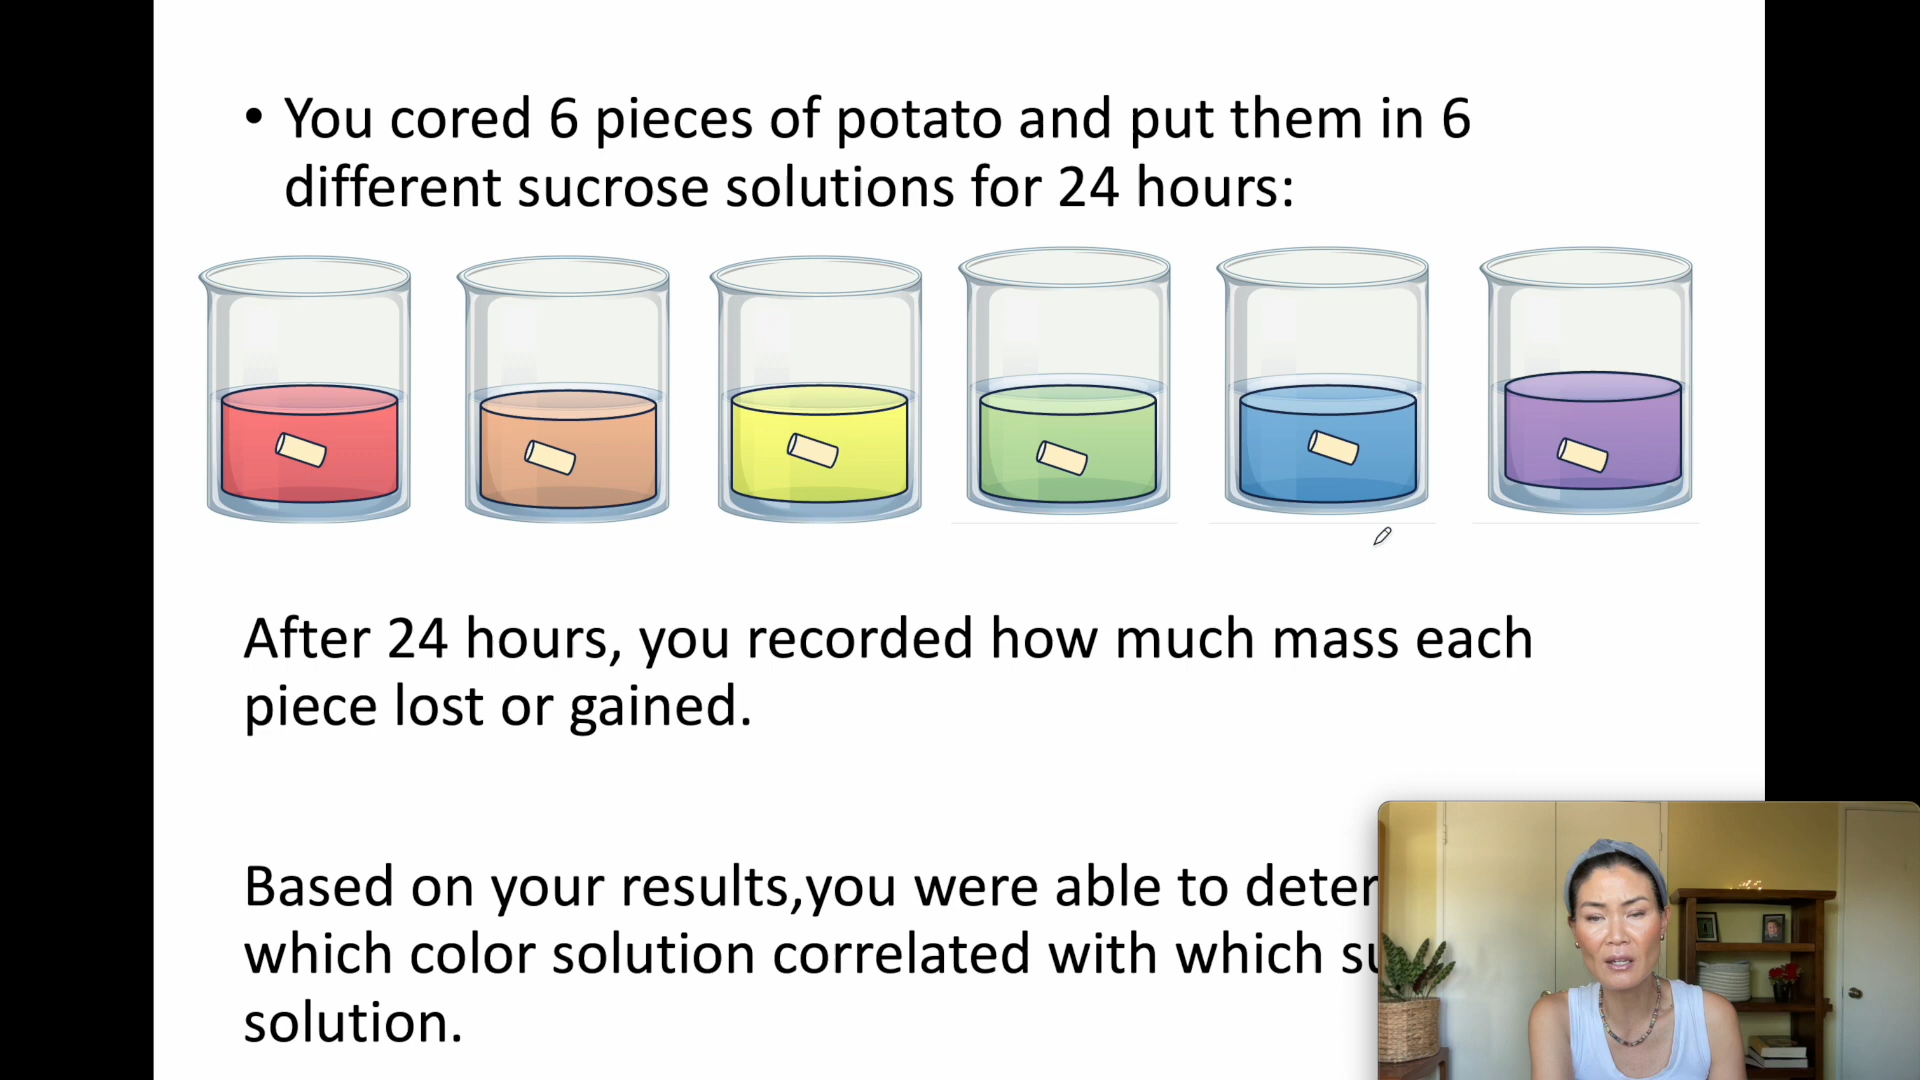 • You cored 6 pieces of potato and put them in 6
different sucrose solutions for 24 hours:
After 24 hours, you recorded how much mass each
piece lost or gained.
Based on your results,you were able to
which color solution correlated with which
solution.